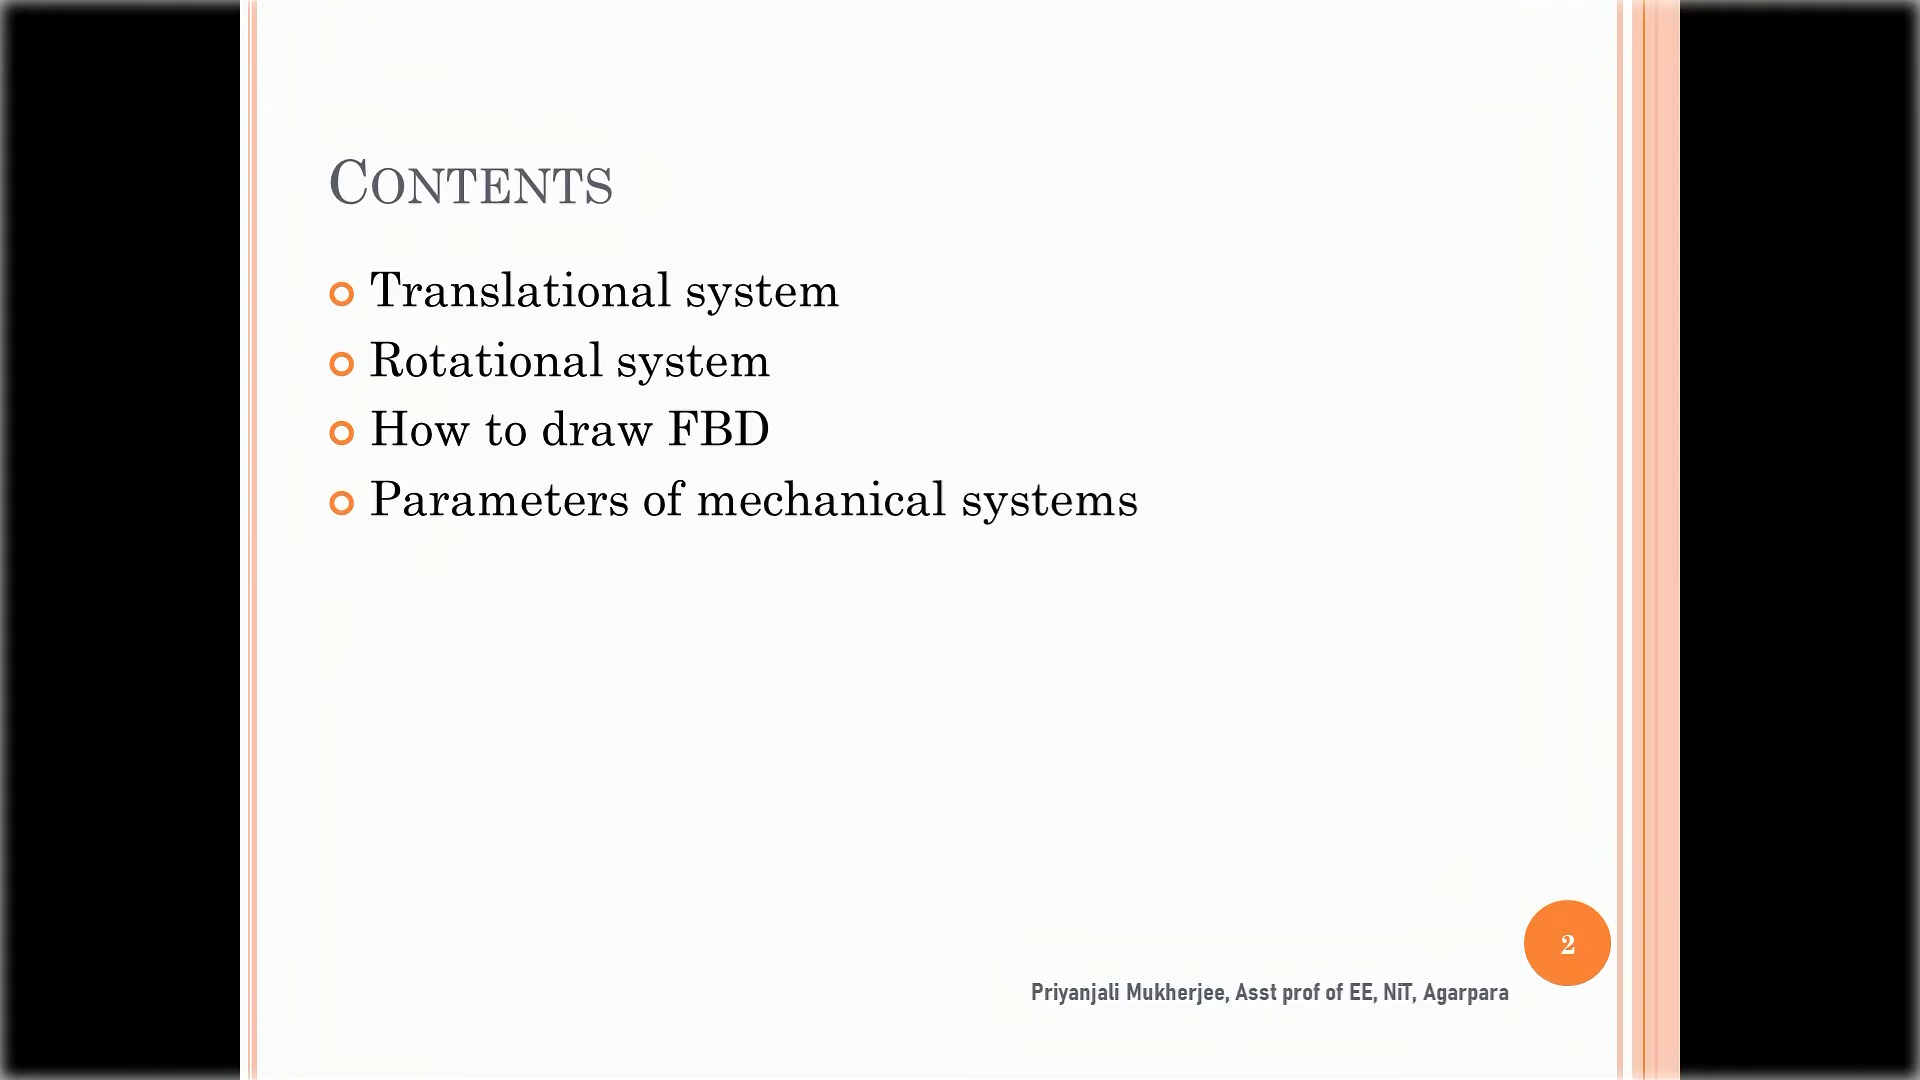 CONTENTS
Translational system
Rotational system
How to draw FBD
Parameters of mechanical systems
2
Priyanjali Mukherjee, Asst prof of EE, NiT, Agarpara